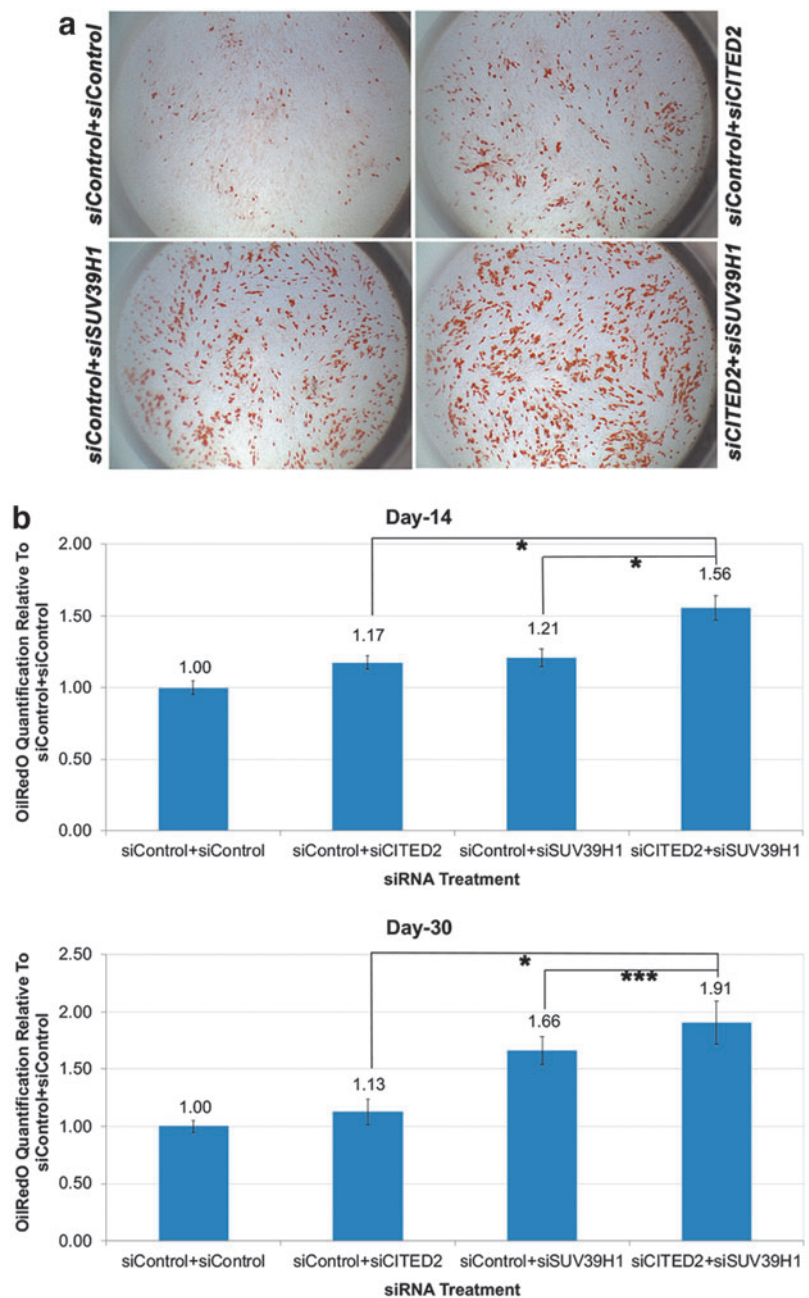 a
siControl+siControl
siControl+siCITED2
siControl+siSUV39H1
siCITED2+siSUV39H1
b
Day-14
OilRedO Quantification Relative To
siControl+siControl
2.00
1.50
1.00
0.50
0.00
1.00
1.17
1.21
1.56
*
*
siControl+siControl
siControl+siCITED2
siControl+siSUV39H1
siCITED2+siSUV39H1
siRNA Treatment
Day-30
OilRedO Quantification Relative To
siControl+siControl
2.50
2.00
1.50
1.00
0.50
0.00
1.00
1.13
1.66
1.91
*
***
siControl+siControl
siControl+siCITED2
siControl+siSUV39H1
siCITED2+siSUV39H1
siRNA Treatment